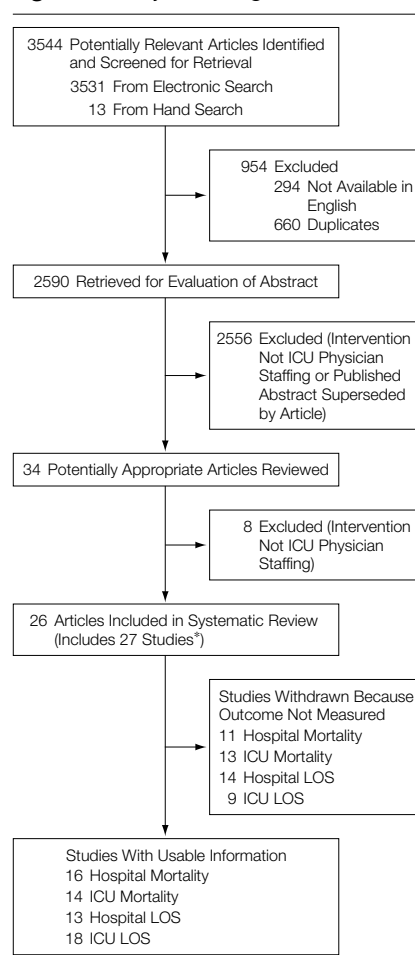 3544 Potentially Relevant Articles Identified
and Screened for Retrieval
3531 From Electronic Search
13 From Hand Search
954 Excluded
294 Not Available in
English
660 Duplicates
2590 Retrieved for Evaluation of Abstract
2556 Excluded (Intervention
Not ICU Physician
Staffing or Published
Abstract Superseded
by Article)
34 Potentially Appropriate Articles Reviewed
8 Excluded (Intervention
Not ICU Physician
Staffing)
26 Articles Included in Systematic Review
(Includes 27 Studies*)
Studies Withdrawn Because
Outcome Not Measured
11 Hospital Mortality
13 ICU Mortality
14 Hospital LOS
9 ICU LOS
Studies With Usable Information
16 Hospital Mortality
14 ICU Mortality
13 Hospital LOS
18 ICU LOS